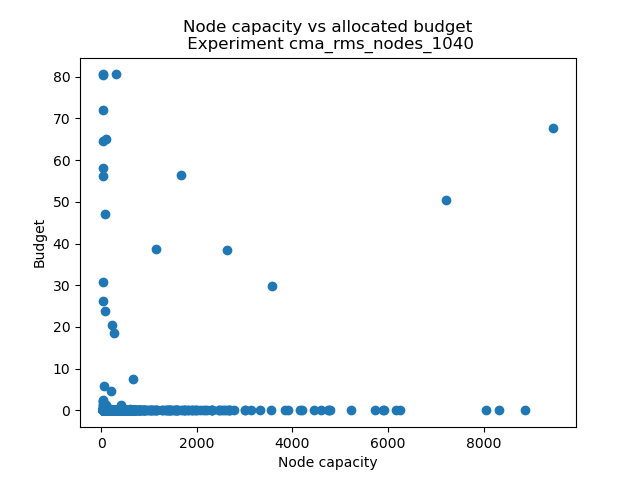 Node capacity vs allocated budget
Experiment cma_rms_nodes_1040
80
70
60
50
40
30
20
10
0
Budget
0 2000 4000 6000 8000
Node capacity